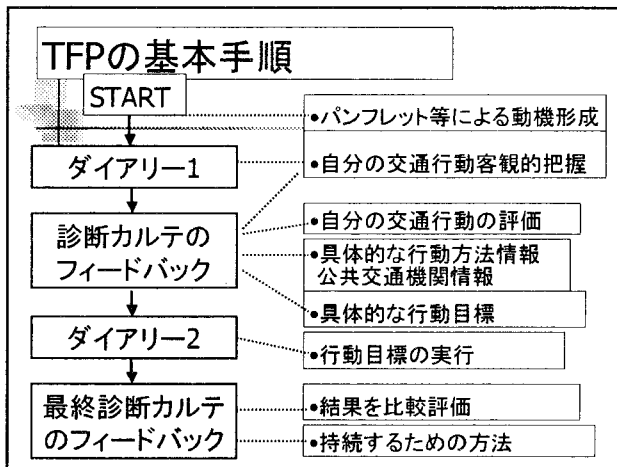 TFPの基本手順
START
•パンフレット等による動機形成
ダイアリー1
•自分の交通行動客観的把握
診断カルテの
フィードバック
•自分の交通行動の評価
•具体的な行動方法情報
公共交通機関情報
•具体的な行動目標
ダイアリー2
•行動目標の実行
最終診断カルテ
のフィードバック
•結果を比較評価
•持続するための方法